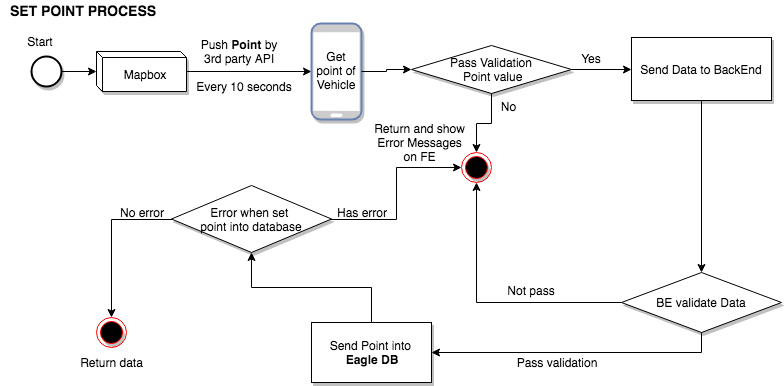 SET POINT PROCESS
Start
Mapbox
Push Point by
3rd party API
Every 10 seconds
Get
point of
Vehicle
Pass Validation
Point value
Yes
Send Data to BackEnd
No
Return and show
Error Messages
on FE
No error
Error when set
point into database
Has error
Not pass
BE validate Data
Send Point into
Eagle DB
Pass validation
Return data